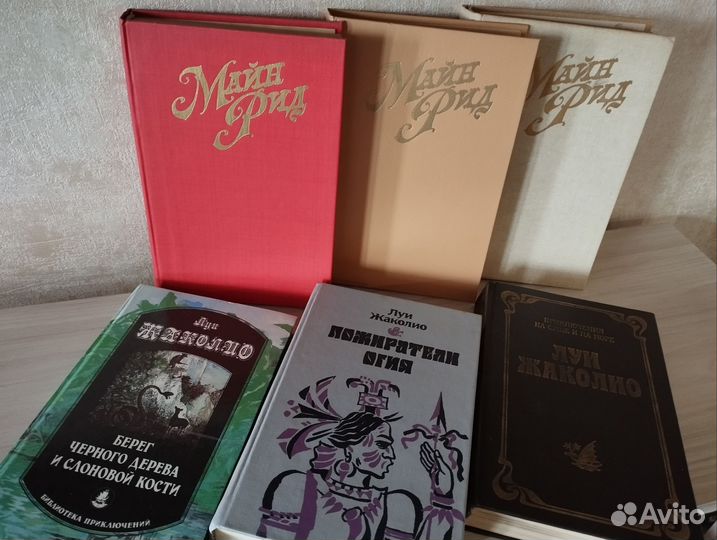 Майн
Рид
Майн
Рид
Майн
Рид
Луи
ЖАКОЛИО
БЕРЕГ
ЧЕРНОГО ДЕРЕВА
И СЛОНОВОЙ КОСТИ
БИБЛИОТЕКА ПРИКЛЮЧЕНИЙ
Луи
Жаколио
ПОЖИРАТЕЛИ
ОГНЯ
ПРИКЛЮЧЕНИЯ
НА СУШЕ И НА МОРЕ
ЛУИ
ЖАКОЛИО
Avito